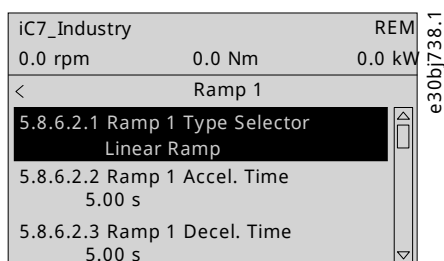 iC7_Industry REM
0.0 rpm 0.0 Nm 0.0 kW
< Ramp 1
5.8.6.2.1 Ramp 1 Type Selector
Linear Ramp
5.8.6.2.2 Ramp 1 Accel. Time
5.00 s
5.8.6.2.3 Ramp 1 Decel. Time
5.00 s
e30bj738.1